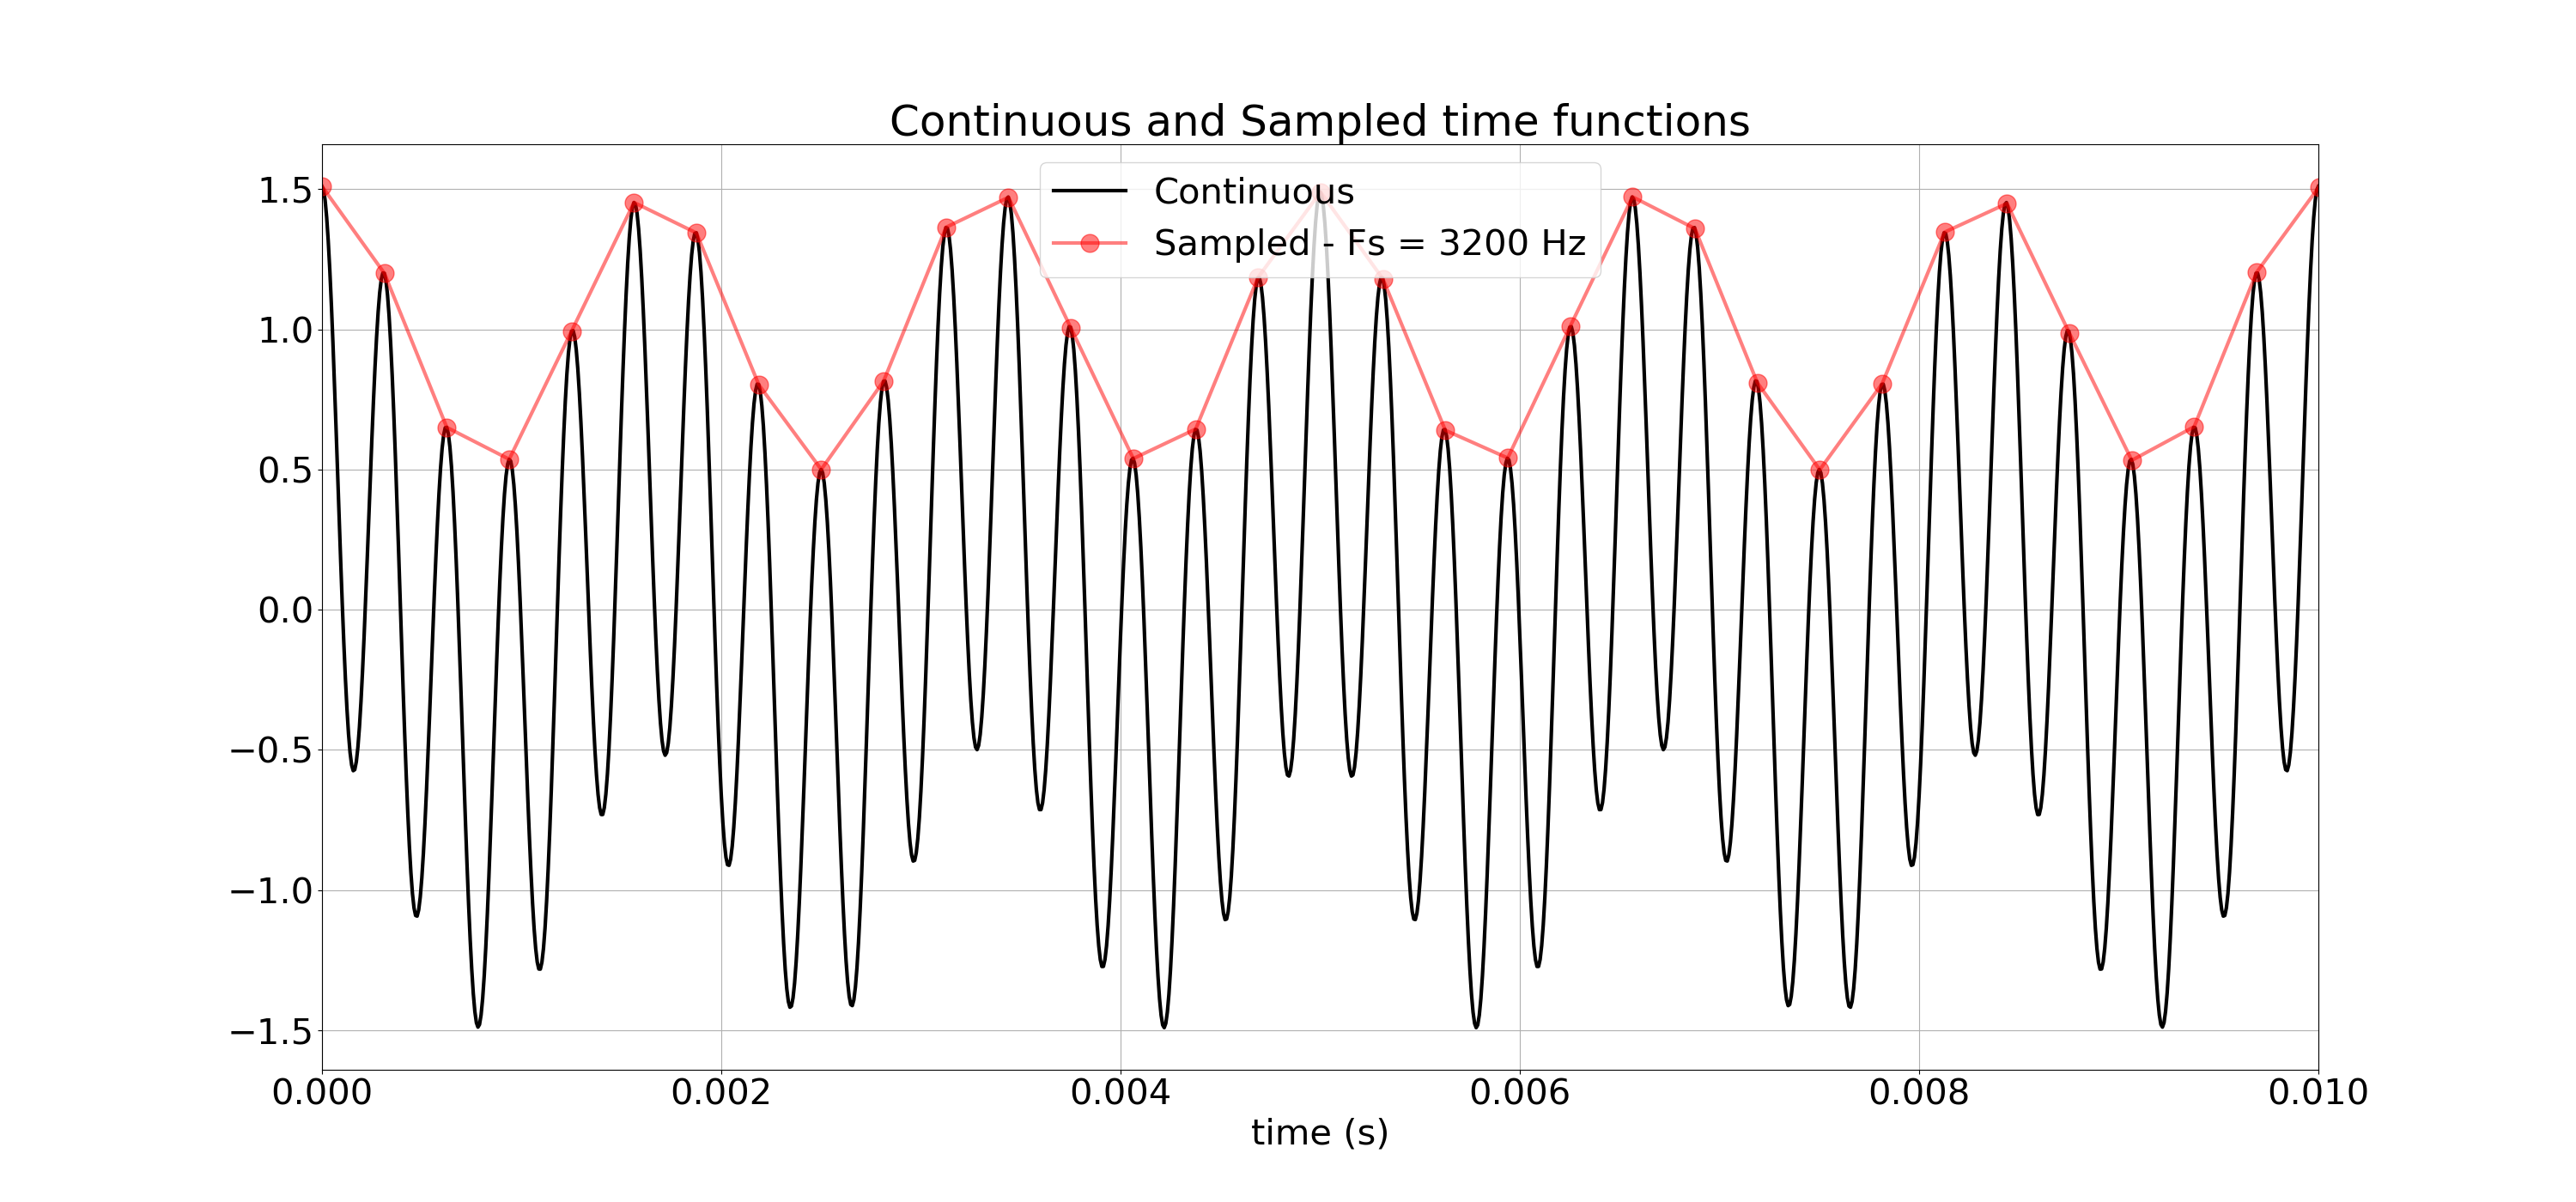 Continuous and Sampled time functions
Continuous
Sampled - Fs = 3200 Hz
1.5
1.0
0.5
0.0
−0.5
−1.0
−1.5
0.000 0.002 0.004 0.006 0.008 0.010
time (s)